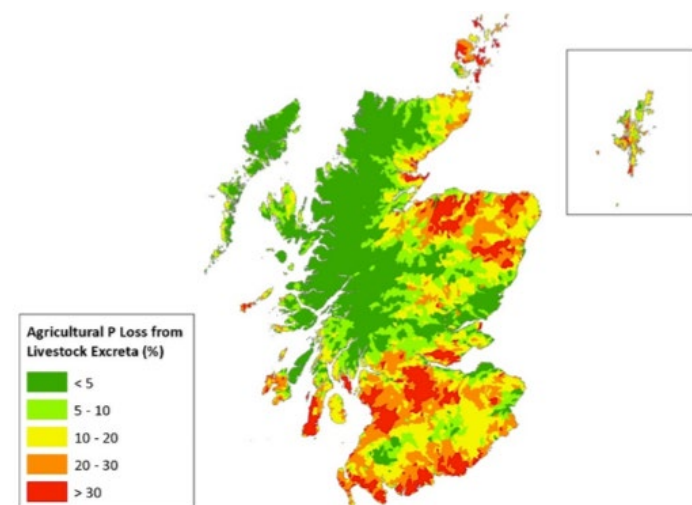 Agricultural P Loss from
Livestock Excreta (%)
< 5
5 - 10
10 - 20
20 - 30
> 30